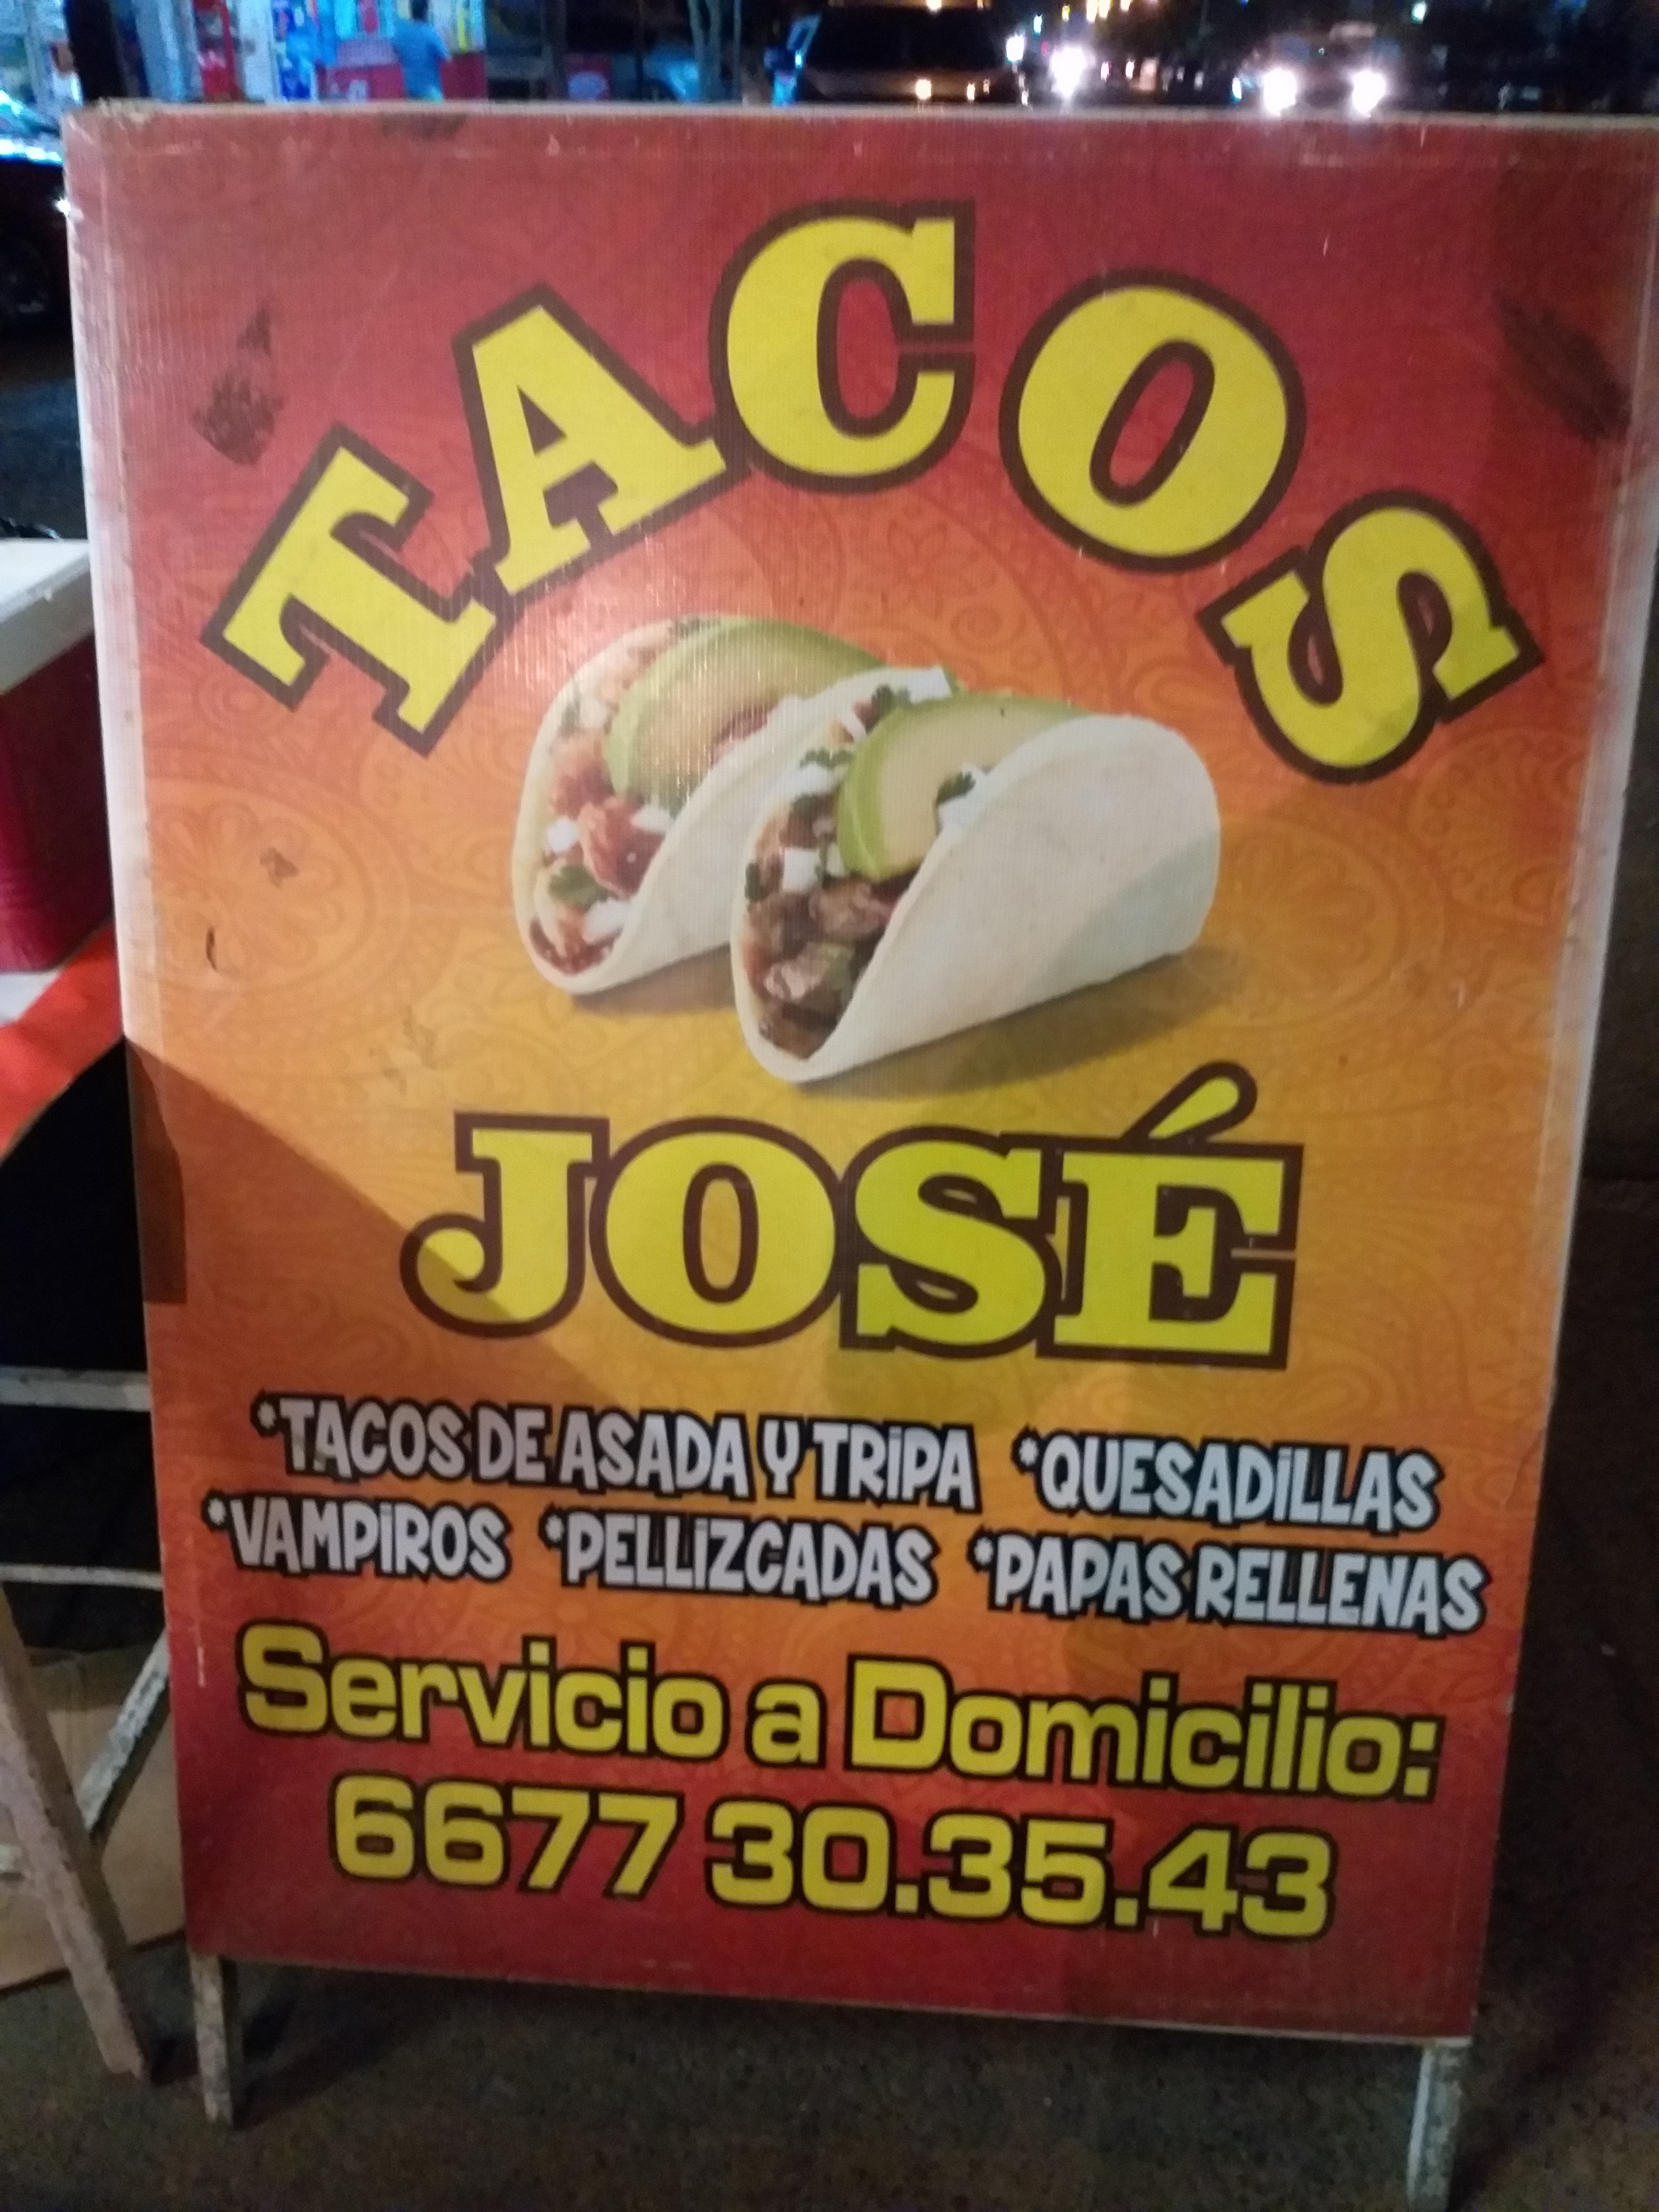 TACOS
JOSÉ
*TACOS DE ASADA Y TRIPA *QUESADILLAS
*VAMPIROS *PELLIZCADAS *PAPAS RELLENAS
Servicio a Domicilio:
6677 30.35.43